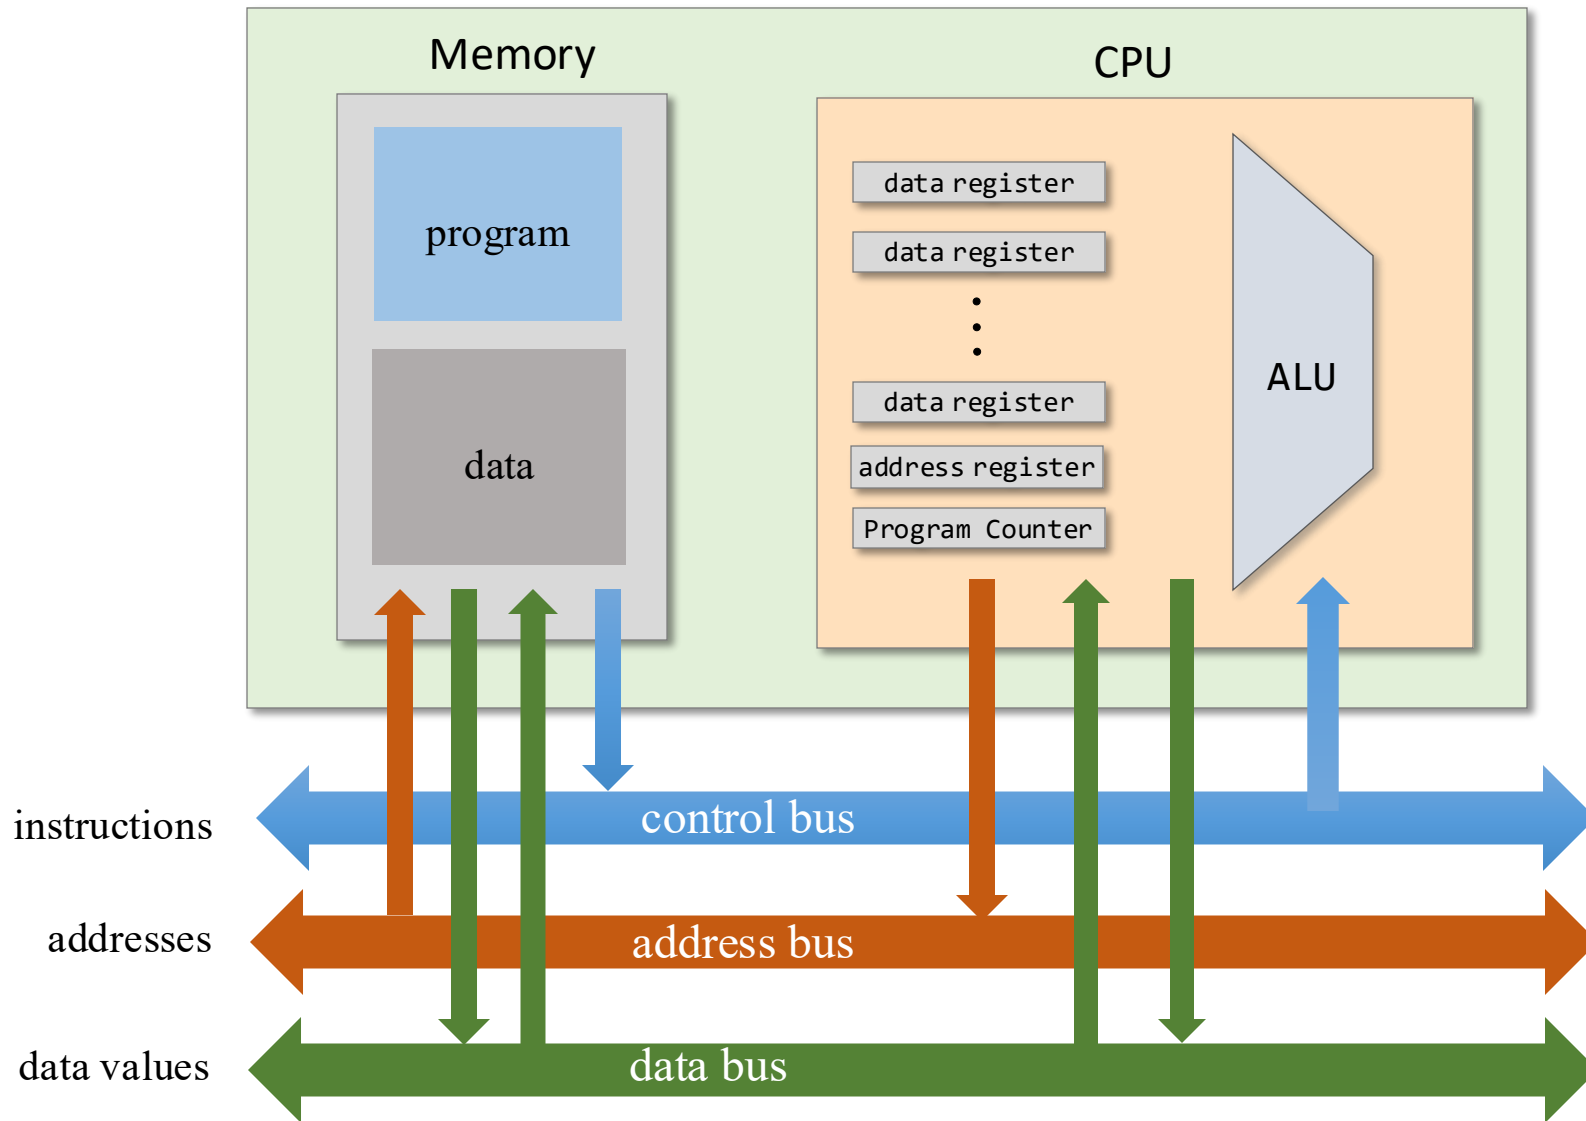 Memory
CPU
program
data
data register
data register
data register
address register
Program Counter
ALU
instructions
control bus
addresses
address bus
data values
data bus